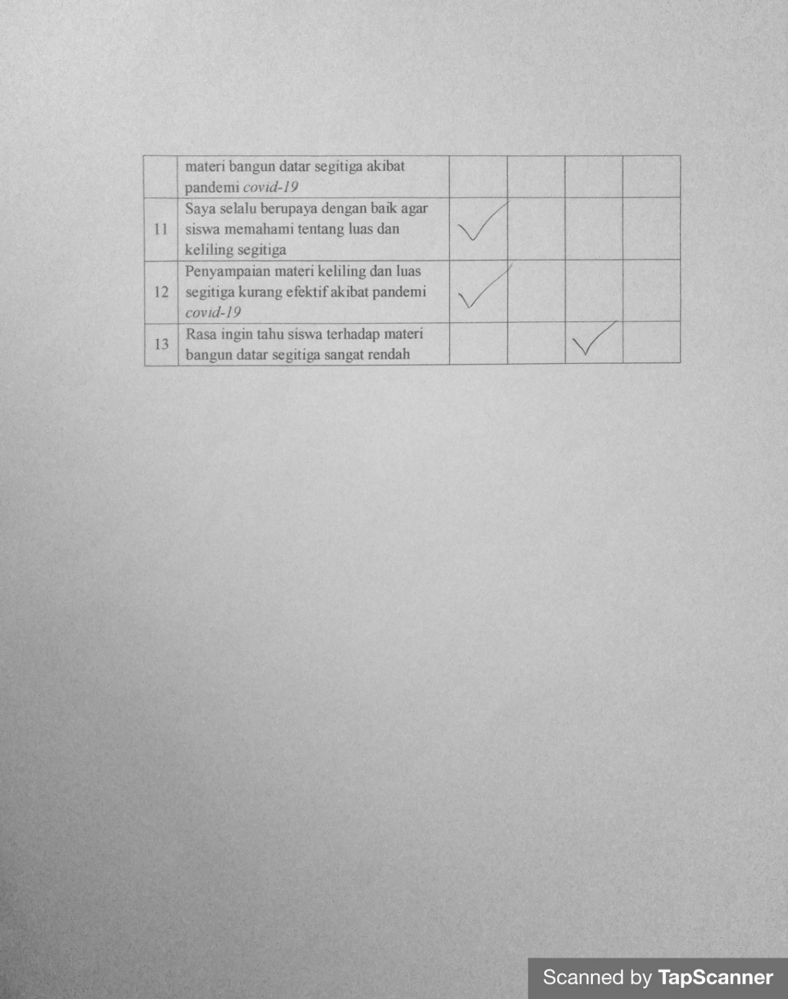 materi bangun datar segitiga akibat
pandemi covid-19
Saya selalu berupaya dengan baik agar
11 siswa memahami tentang luas dan
keliling segitiga
Penyampaian materi keliling dan luas
12 segitiga kurang efektif akibat pandemi
covid-19
13 Rasa ingin tahu siswa terhadap materi
bangun datar segitiga sangat rendah
Scanned by TapScanner